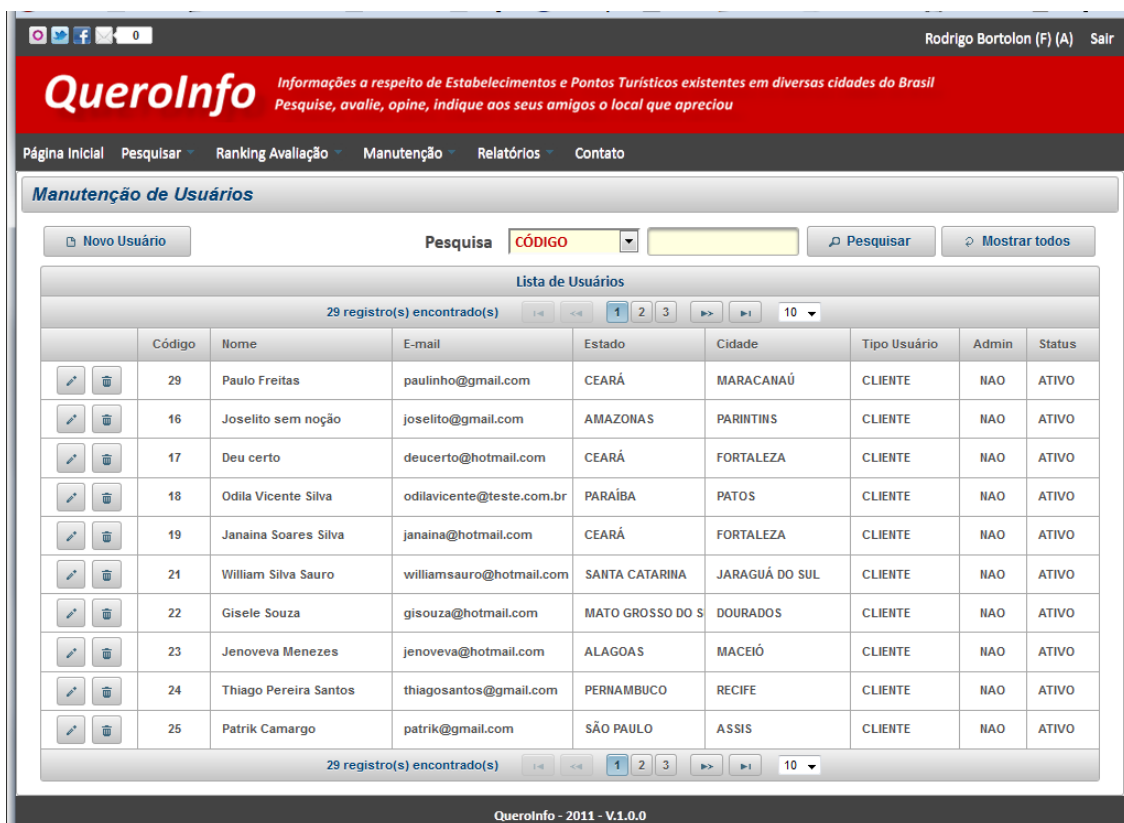 0
Rodrigo Bortolon (F) (A) Sair
QueroInfo
Informações a respeito de Estabelecimentos e Pontos Turísticos existentes em diversas cidades do Brasil
Pesquise, avalie, opine, indique aos seus amigos o local que apreciou
Página Inicial Pesquisar Ranking Avaliação Manutenção Relatórios Contato
Manutenção de Usuários
Novo Usuário Pesquisa CÓDIGO Pesquisar Mostrar todos
Lista de Usuários
29 registro(s) encontrado(s) 1 2 3 10
Código Nome E-mail Estado Cidade Tipo Usuário Admin Status
29 Paulo Freitas paulinho@gmail.com CEARÁ MARACANAÚ CLIENTE NAO ATIVO
16 Joselito sem noção joselito@gmail.com AMAZONAS PARINTINS CLIENTE NAO ATIVO
17 Deu certo deucerto@hotmail.com CEARÁ FORTALEZA CLIENTE NAO ATIVO
18 Odila Vicente Silva odilavicente@teste.com.br PARAÍBA PATOS CLIENTE NAO ATIVO
19 Janaina Soares Silva janaina@hotmail.com CEARÁ FORTALEZA CLIENTE NAO ATIVO
21 William Silva Sauro williamsauro@hotmail.com SANTA CATARINA JARAGUÁ DO SUL CLIENTE NAO ATIVO
22 Gisele Souza gisouza@hotmail.com MATO GROSSO DO S DOURADOS CLIENTE NAO ATIVO
23 Jenoveva Menezes jenoveva@hotmail.com ALAGOAS MACEIÓ CLIENTE NAO ATIVO
24 Thiago Pereira Santos thiagosantos@gmail.com PERNAMBUCO RECIFE CLIENTE NAO ATIVO
25 Patrik Camargo patrik@gmail.com SÃO PAULO ASSIS CLIENTE NAO ATIVO
29 registro(s) encontrado(s) 1 2 3 10
QueroInfo - 2011 - V.1.0.0